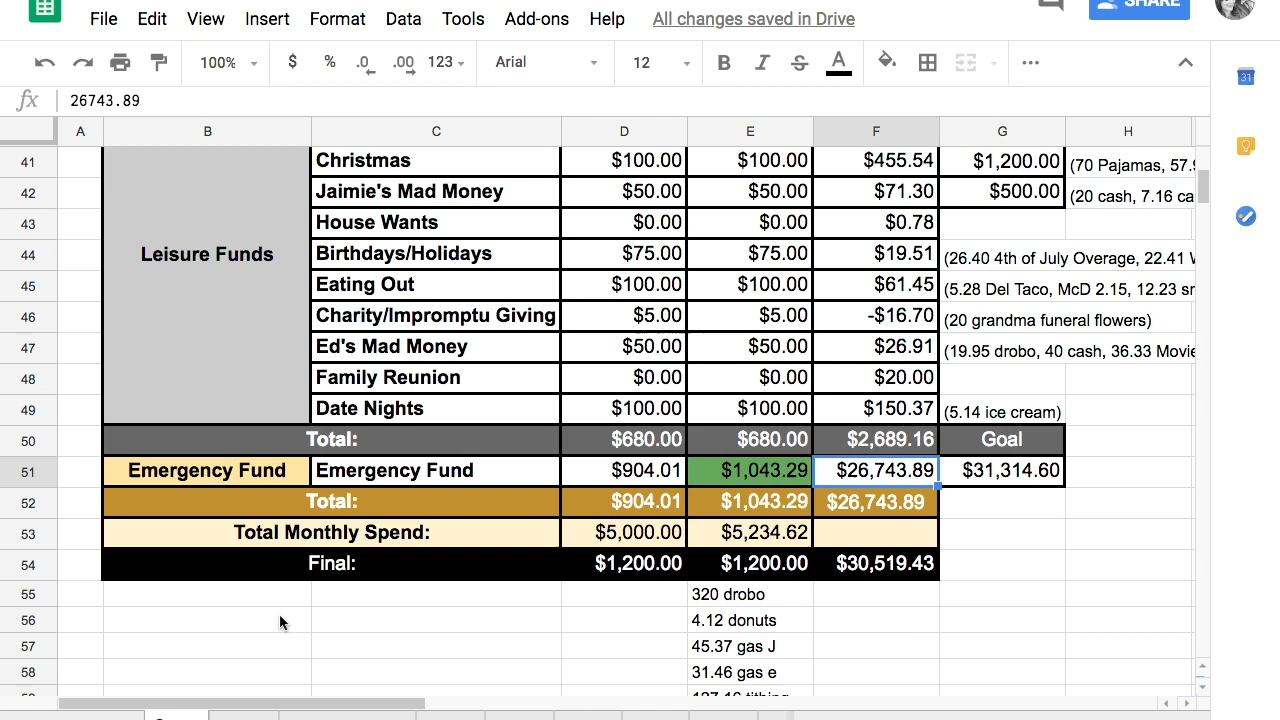 File Edit View Insert Format Data Tools Add-ons Help All changes saved in Drive SHARE
100% $ % .0 .00 123 Arial 12 B I S A 31
fx 26743.89
A B C D E F G H
41 Christmas $100.00 $100.00 $455.54 $1,200.00 (70 Pajamas, 57.
42 Jaimie's Mad Money $50.00 $50.00 $71.30 $500.00 (20 cash, 7.16 ca
43 House Wants $0.00 $0.00 $0.78
44 Leisure Funds Birthdays/Holidays $75.00 $75.00 $19.51 (26.40 4th of July Overage, 22.41
45 Eating Out $100.00 $100.00 $61.45 (5.28 Del Taco, McD 2.15, 12.23
46 Charity/Impromptu Giving $5.00 $5.00 -$16.70 (20 grandma funeral flowers)
47 Ed's Mad Money $50.00 $50.00 $26.91 (19.95 drobo, 40 cash, 36.33 Movie
48 Family Reunion $0.00 $0.00 $20.00
49 Date Nights $100.00 $100.00 $150.37 (5.14 ice cream)
50 Total: $680.00 $680.00 $2,689.16 Goal
51 Emergency Fund Emergency Fund $904.01 $1,043.29 $26,743.89 $31,314.60
52 Total: $904.01 $1,043.29 $26,743.89
53 Total Monthly Spend: $5,000.00 $5,234.62
54 Final: $1,200.00 $1,200.00 $30,519.43
55 320 drobo
56 4.12 donuts
57 45.37 gas J
58 31.46 gas e